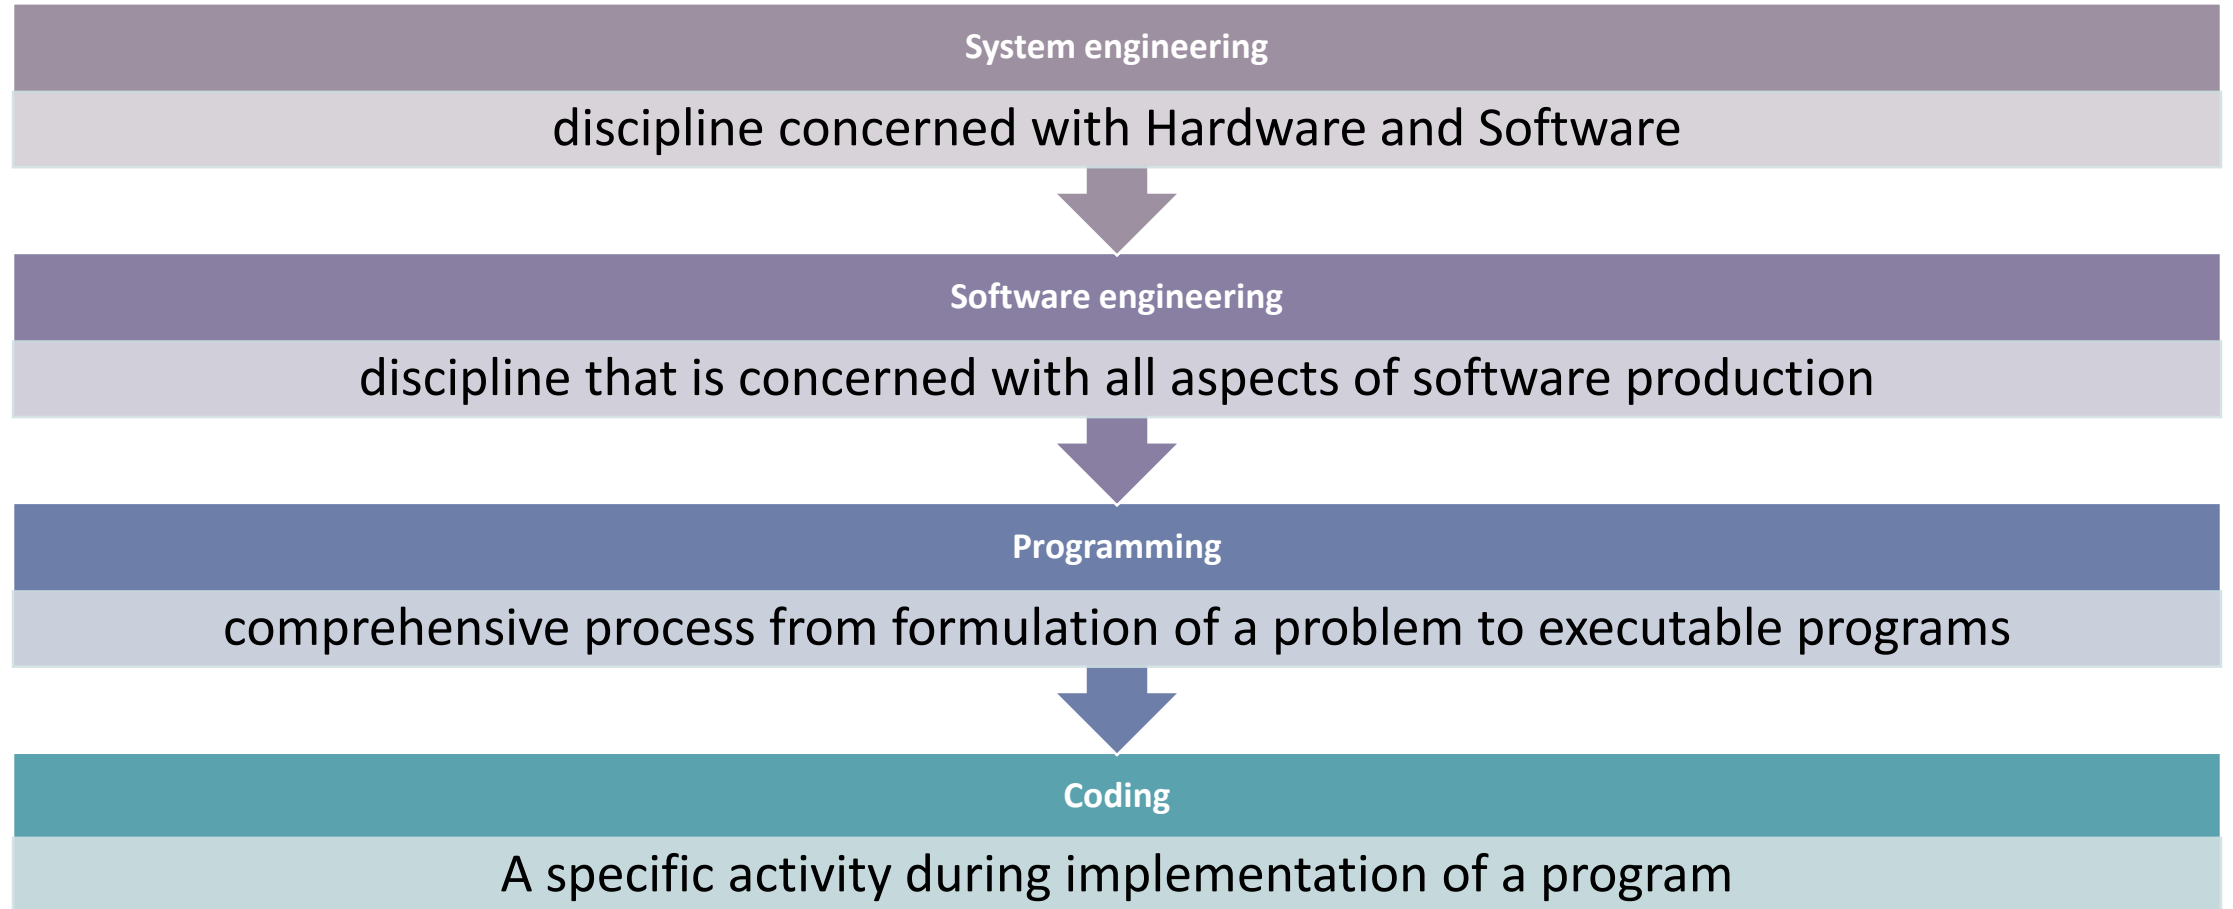 System engineering
discipline concerned with Hardware and Software
Software engineering
discipline that is concerned with all aspects of software production
Programming
comprehensive process from formulation of a problem to executable programs
Coding
A specific activity during implementation of a program